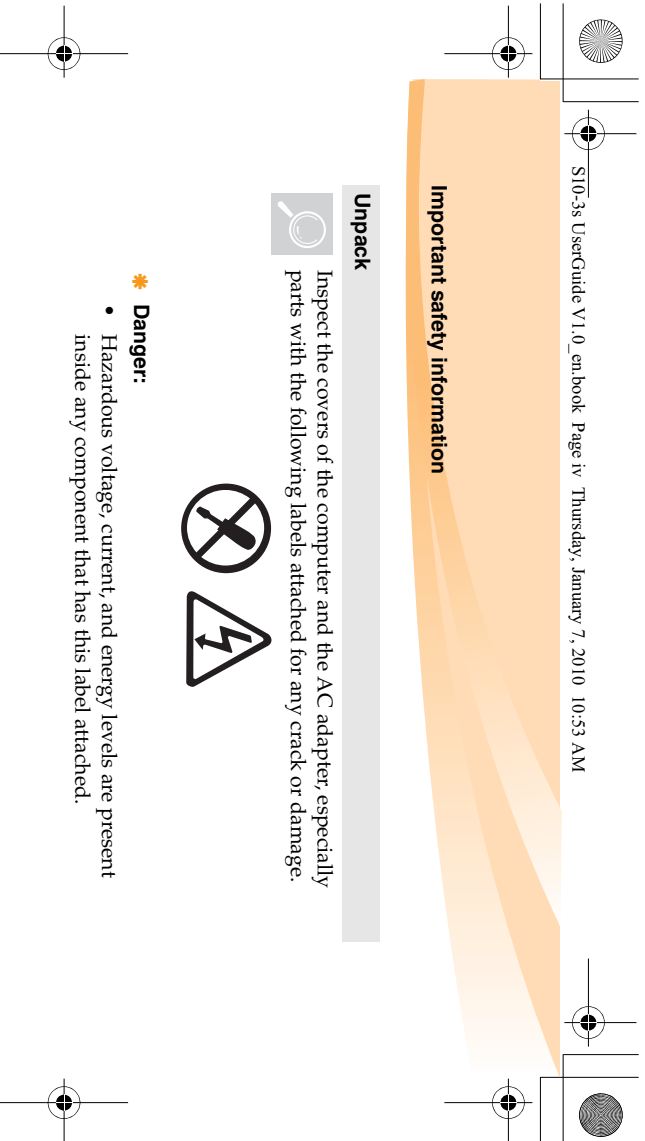 S10-3s UserGuide V1.0_en.book  Page iv  Thursday, January 7, 2010  10:53 AM
Important safety information
Unpack
Inspect the covers of the computer and the AC adapter, especially
parts with the following labels attached for any crack or damage.
Danger:
• Hazardous voltage, current, and energy levels are present
inside any component that has this label attached.